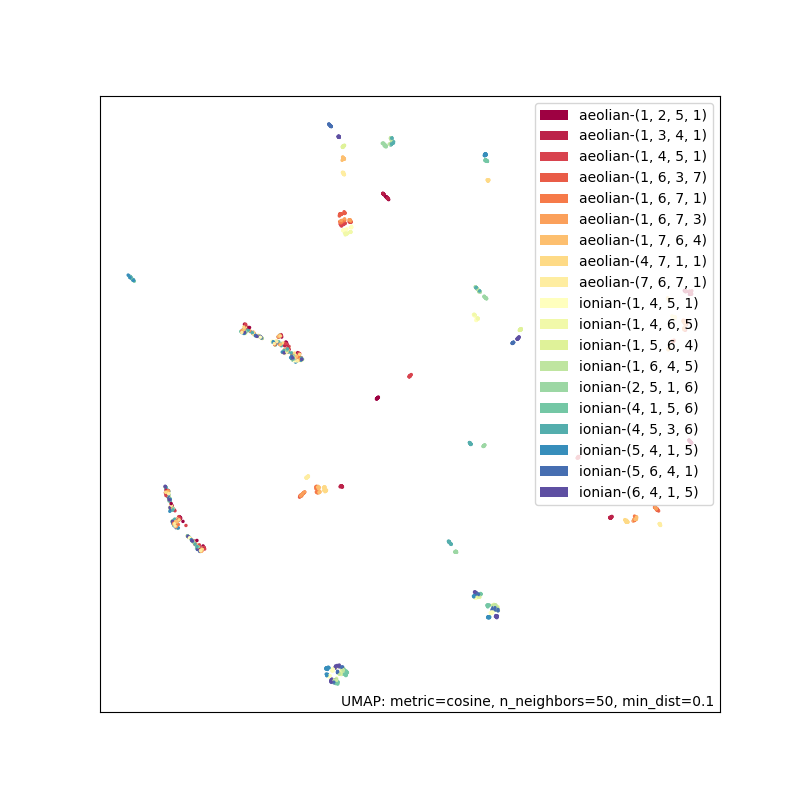 aeolian-(1, 2, 5, 1)
aeolian-(1, 3, 4, 1)
aeolian-(1, 4, 5, 1)
aeolian-(1, 6, 3, 7)
aeolian-(1, 6, 7, 1)
aeolian-(1, 6, 7, 3)
aeolian-(1, 7, 6, 4)
aeolian-(4, 7, 1, 1)
aeolian-(7, 6, 7, 1)
ionian-(1, 4, 5, 1)
ionian-(1, 4, 6, 5)
ionian-(1, 5, 6, 4)
ionian-(1, 6, 4, 5)
ionian-(2, 5, 1, 6)
ionian-(4, 1, 5, 6)
ionian-(4, 5, 3, 6)
ionian-(5, 4, 1, 5)
ionian-(5, 6, 4, 1)
ionian-(6, 4, 1, 5)
UMAP: metric=cosine, n_neighbors=50, min_dist=0.1